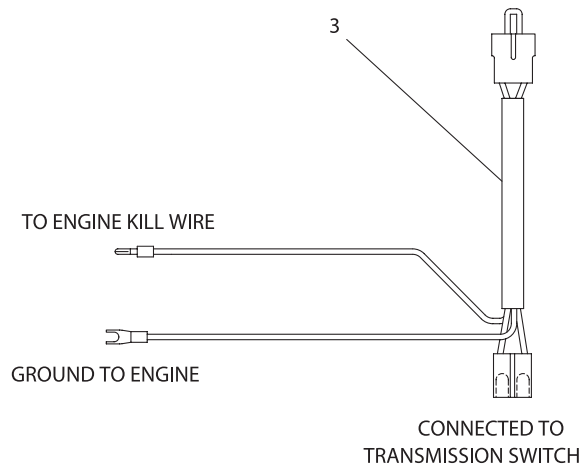 3
TO ENGINE KILL WIRE
GROUND TO ENGINE
CONNECTED TO
TRANSMISSION SWITCH